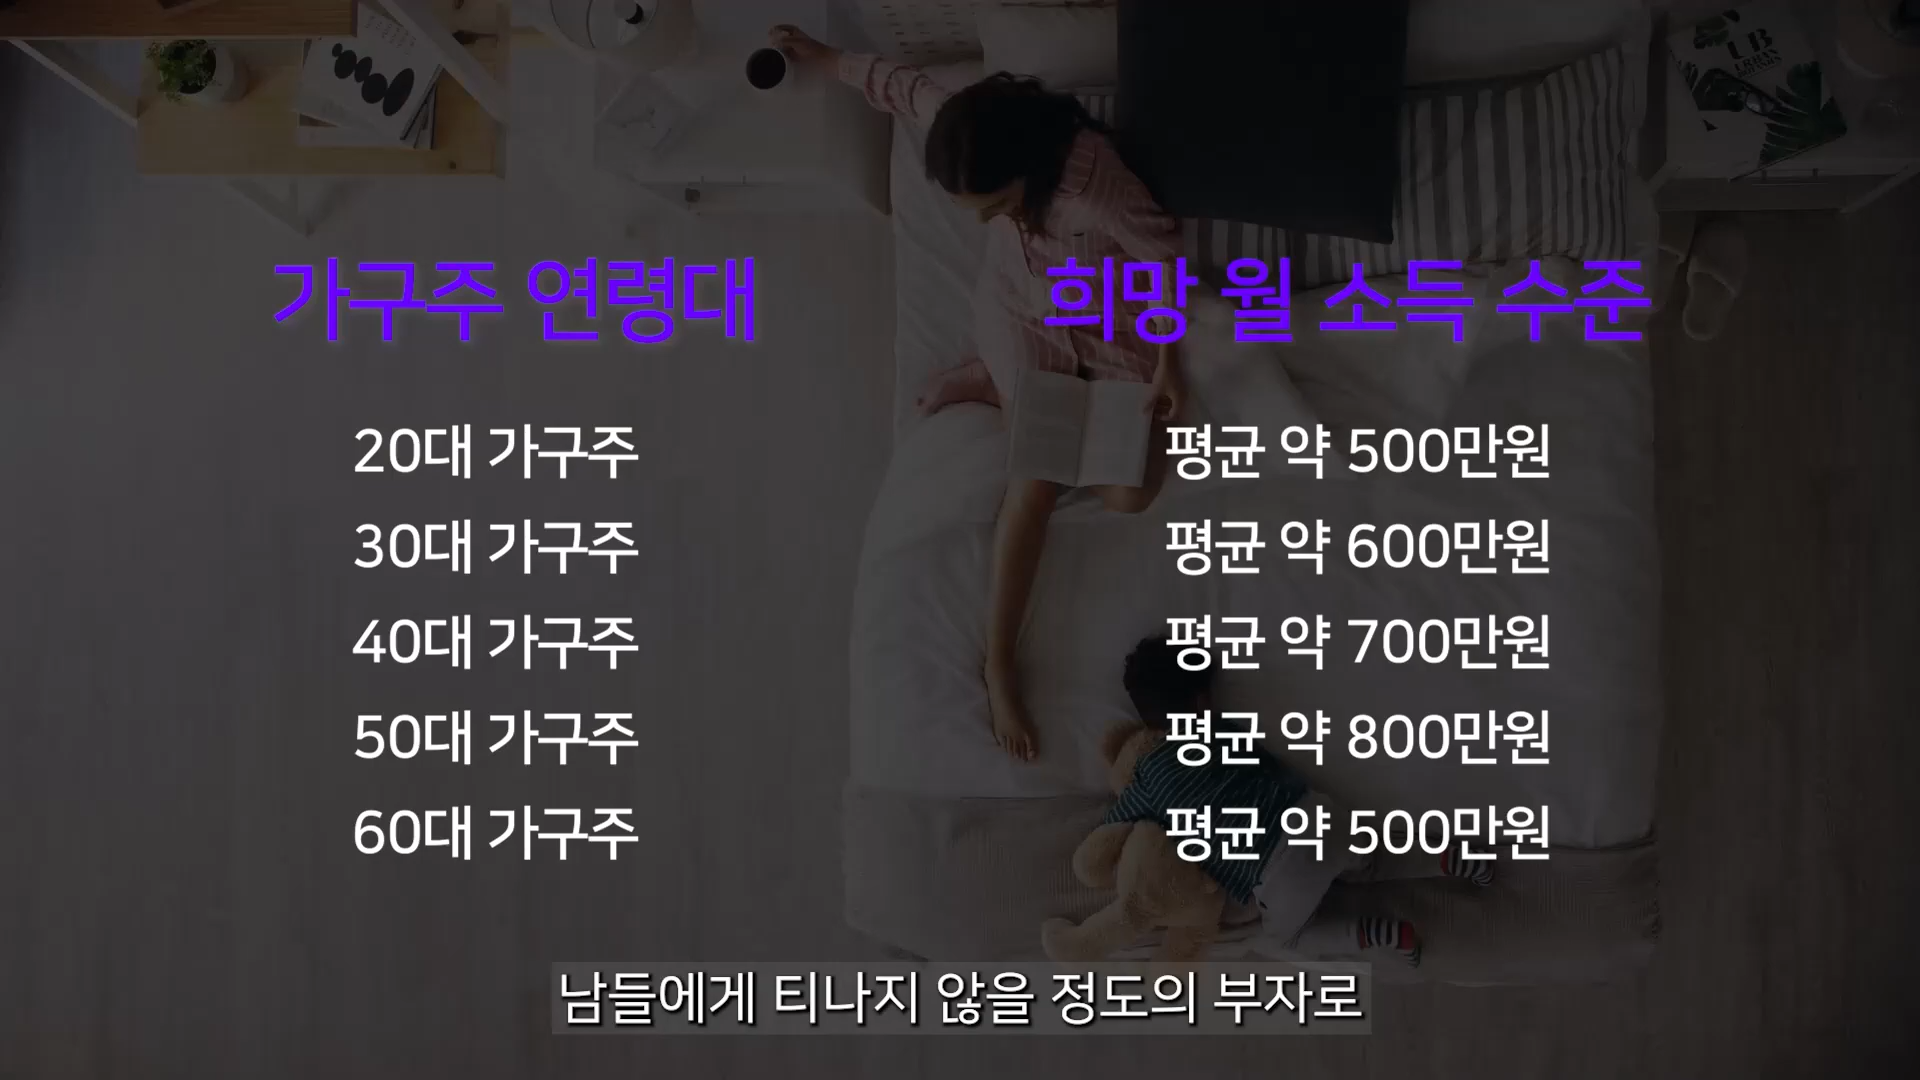 가구주 연령대 희망 월 소득 수준
20대 가구주 평균 약 500만원
30대 가구주 평균 약 600만원
40대 가구주 평균 약 700만원
50대 가구주 평균 약 800만원
60대 가구주 평균 약 500만원
남들에게 티나지 않을 정도의 부자로